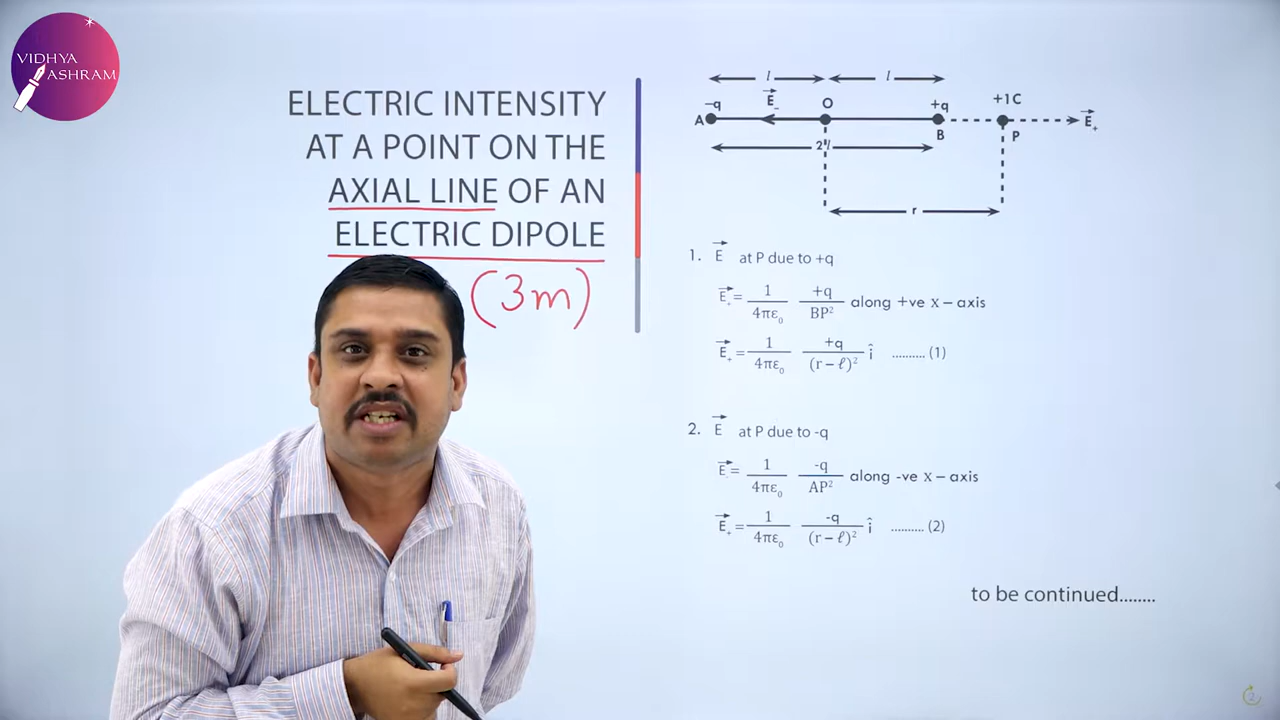 VIDHYA
ASHRAM
ELECTRIC INTENSITY
AT A POINT ON THE
AXIAL LINE OF AN
ELECTRIC DIPOLE
(3m)
l l
-q E⃗₋ O +q +1C
A B P E⃗₊
2l
r
1. E⃗ at P due to +q
E⃗₊= 1/4πε₀ +q/BP² along +ve x – axis
E⃗₊= 1/4πε₀ +q/(r – ℓ)² î .......... (1)
2. E⃗ at P due to -q
E⃗= 1/4πε₀ -q/AP² along -ve x – axis
E⃗₊= 1/4πε₀ -q/(r – ℓ)² î .......... (2)
to be continued........
2